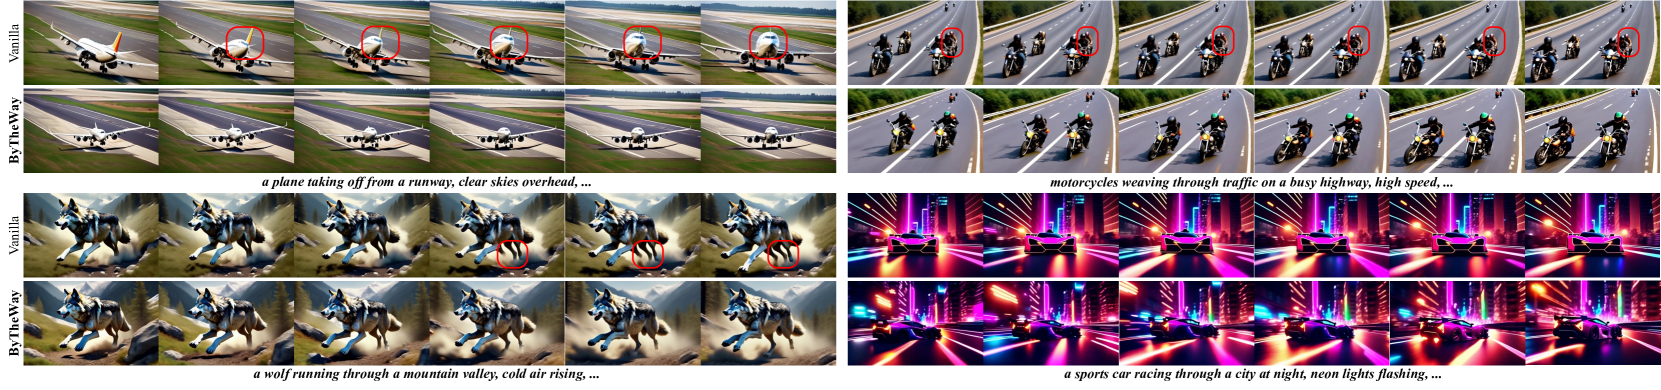 Vanilla
ByTheWay
a plane taking off from a runway, clear skies overhead, ...
motorcycles weaving through traffic on a busy highway, high speed, ...
Vanilla
ByTheWay
a wolf running through a mountain valley, cold air rising, ...
a sports car racing through a city at night, neon lights flashing, ...